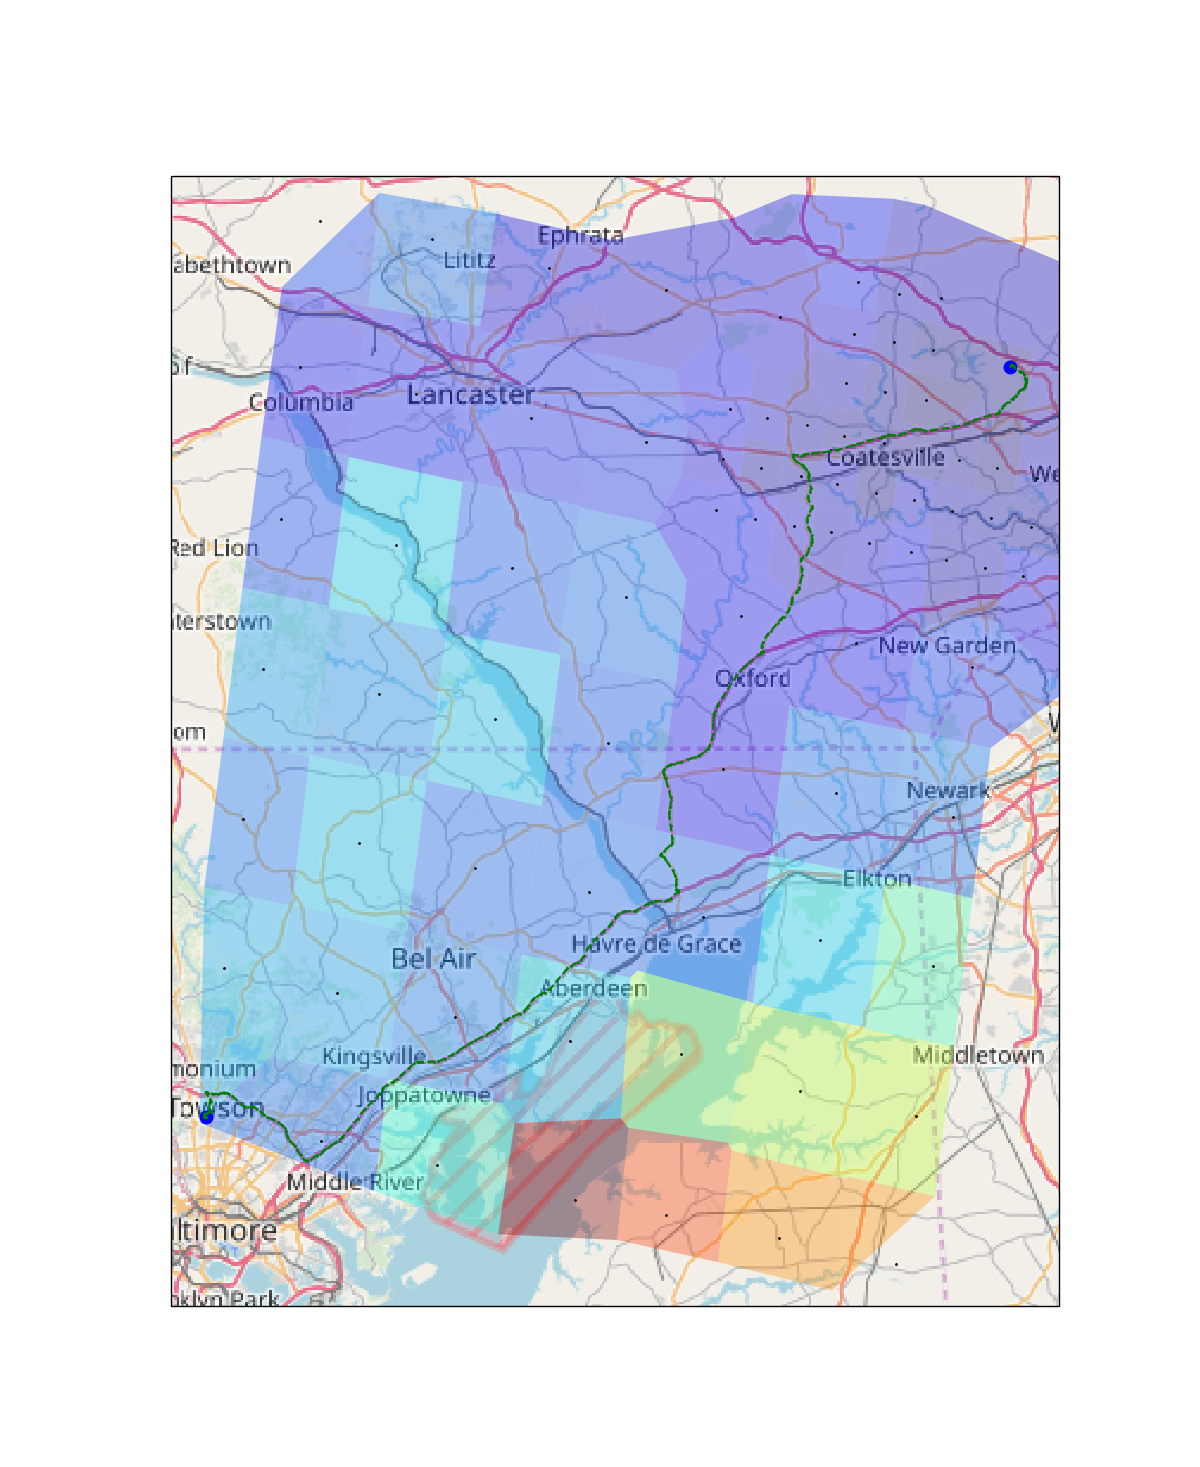 Ephrata
abethtown
Lititz
of
Lancaster
Columbia
Coatesville
We
Red Lion
terstown
New Garden
Oxford
W
om
Newark
Elkton
Havre de Grace
Bel Air
Aberdeen
Kingsville
Middletown
monium
Joppatowne
Towson
Middle River
altimore
oklyn Park